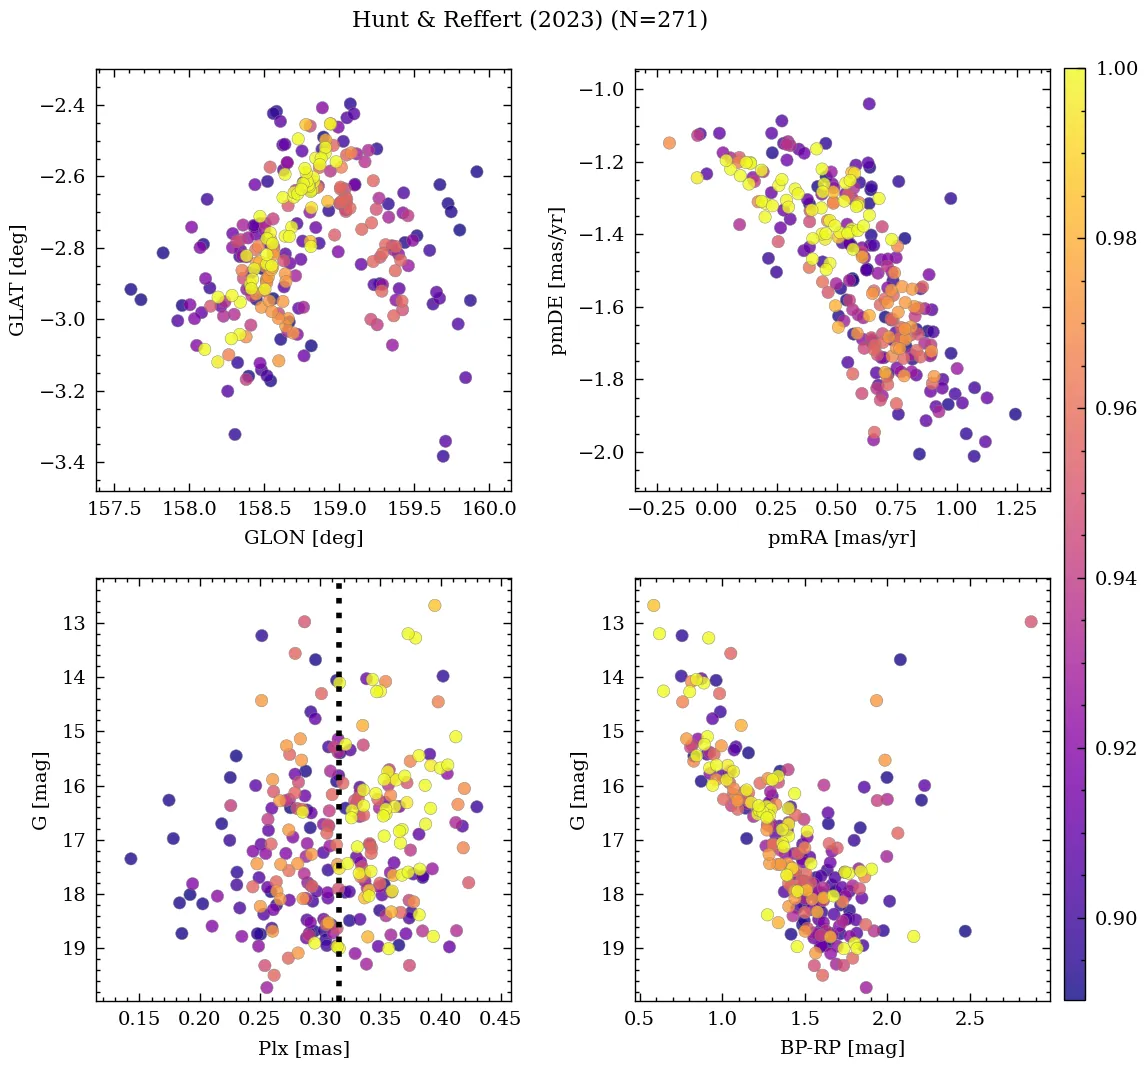 Hunt & Reffert (2023) (N=271)
−2.4
−2.6
−2.8
−3.0
−3.2
−3.4
GLAT [deg]
157.5 158.0 158.5 159.0 159.5 160.0
GLON [deg]
−1.0
−1.2
−1.4
−1.6
−1.8
−2.0
pmDE [mas/yr]
−0.25 0.00 0.25 0.50 0.75 1.00 1.25
pmRA [mas/yr]
13
14
15
16
17
18
19
G [mag]
0.15 0.20 0.25 0.30 0.35 0.40 0.45
Plx [mas]
13
14
15
16
17
18
19
G [mag]
0.5 1.0 1.5 2.0 2.5
BP-RP [mag]
1.00
0.98
0.96
0.94
0.92
0.90